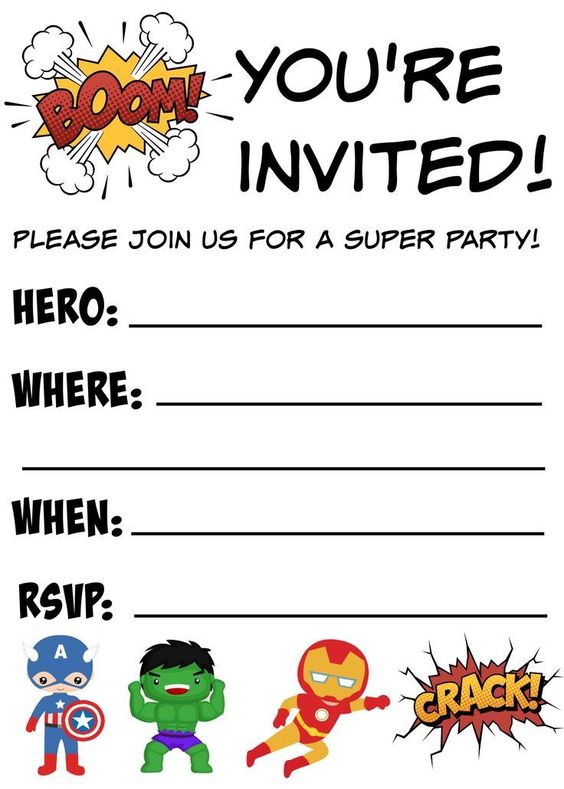 BOOM!
YOU'RE
INVITED!
PLEASE JOIN US FOR A SUPER PARTY!
HERO:
WHERE:
WHEN:
RSVP:
A
CRACK!